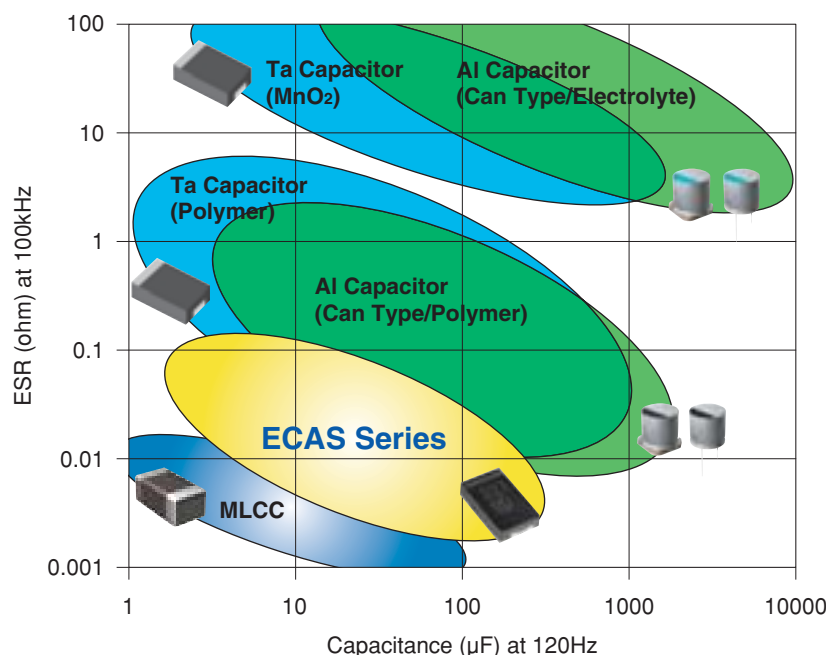 100
10
1
0.1
0.01
0.001
ESR (ohm) at 100kHz
Ta Capacitor
(MnO₂)
Al Capacitor
(Can Type/Electrolyte)
Ta Capacitor
(Polymer)
Al Capacitor
(Can Type/Polymer)
ECAS Series
MLCC
1 10 100 1000 10000
Capacitance (µF) at 120Hz